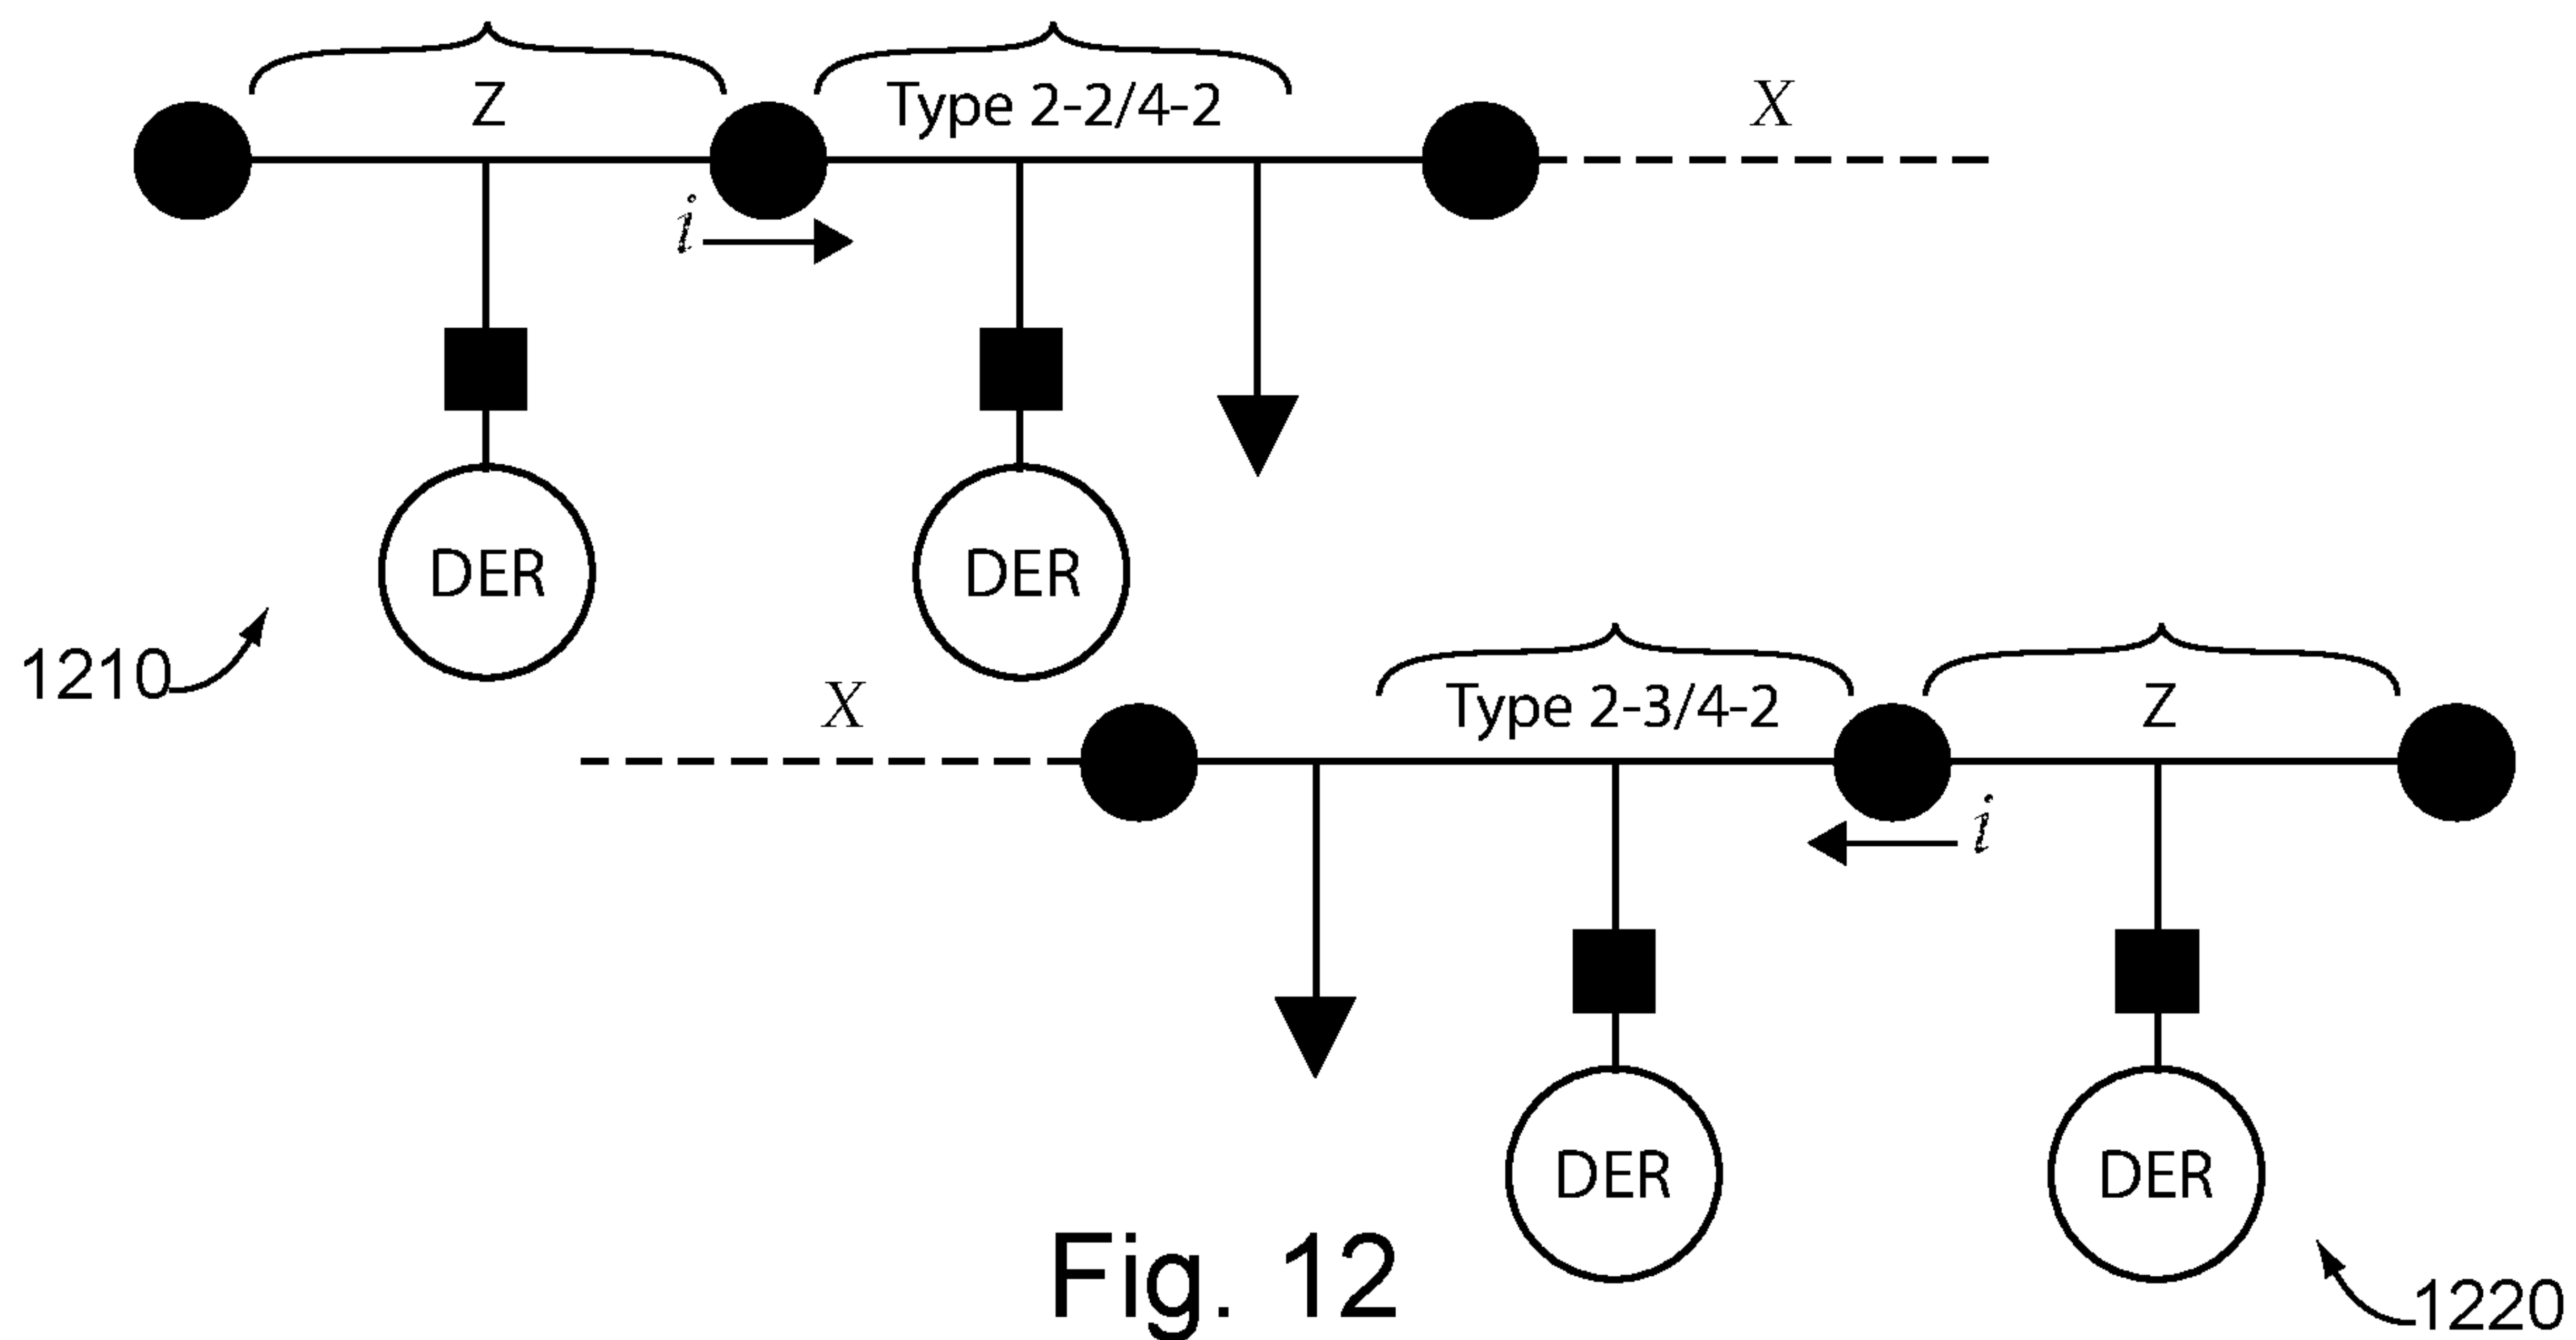 Z
Type 2-2/4-2
X
i
DER
DER
1210
X
Type 2-3/4-2
Z
i
DER
DER
Fig. 12
1220